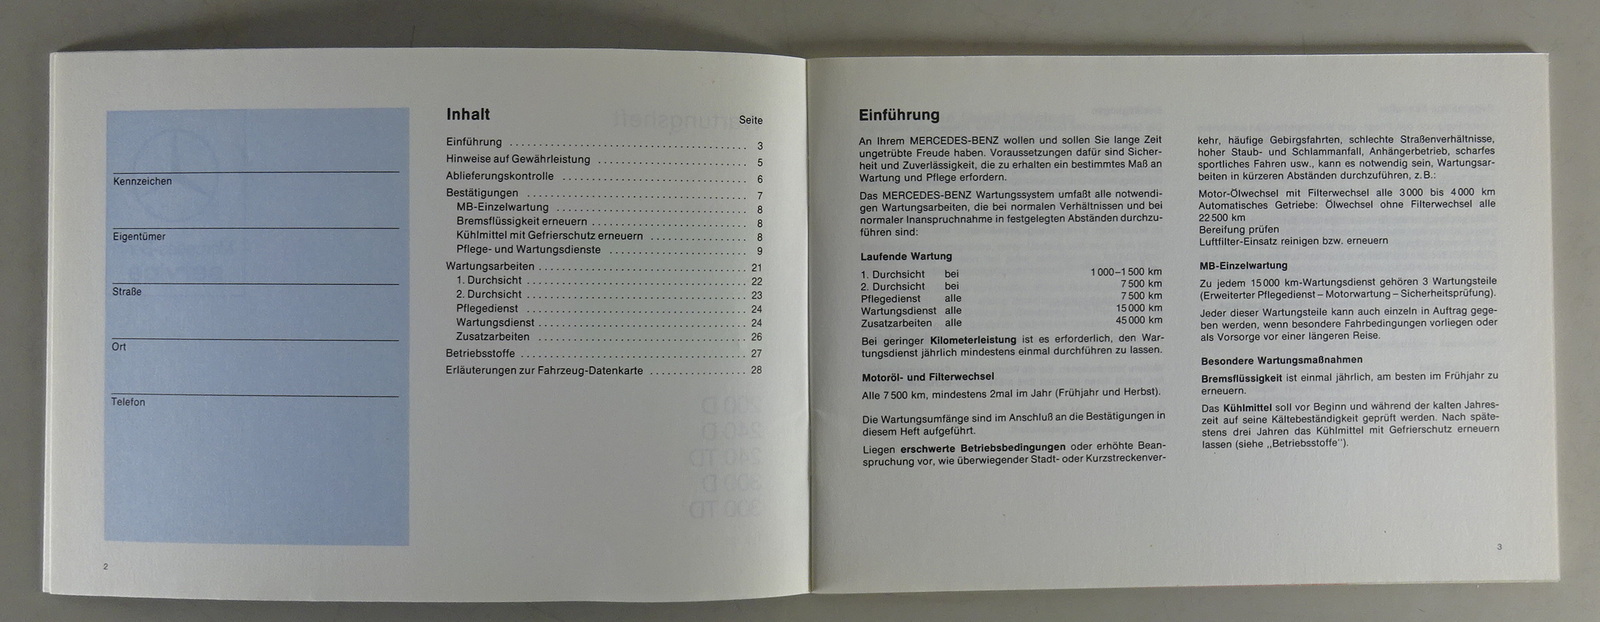 Kennzeichen
Eigentümer
Straße
Ort
Telefon
2
Inhalt
Seite
Einführung ........................................ 3
Hinweise auf Gewährleistung ......................... 5
Ablieferungskontrolle ................................ 6
Bestätigungen ...................................... 7
MB-Einzelwartung ................................. 8
Bremsflüssigkeit erneuern ........................... 8
Kühlmittel mit Gefrierschutz erneuern ................ 8
Pflege- und Wartungsdienste ........................ 9
Wartungsarbeiten .................................. 21
1. Durchsicht ...................................... 22
2. Durchsicht ...................................... 23
Pflegedienst ....................................... 24
Wartungsdienst .................................... 24
Zusatzarbeiten ..................................... 26
Betriebsstoffe ...................................... 27
Erläuterungen zur Fahrzeug-Datenkarte ................ 28
Einführung
An Ihrem MERCEDES-BENZ wollen und sollen Sie lange Zeit
ungetrübte Freude haben. Voraussetzungen dafür sind Sicher-
heit und Zuverlässigkeit, die zu erhalten ein bestimmtes Maß an
Wartung und Pflege erfordern.
Das MERCEDES-BENZ Wartungssystem umfaßt alle notwendi-
gen Wartungsarbeiten, die bei normalen Verhältnissen und bei
normaler Inanspruchnahme in festgelegten Abständen durchzu-
führen sind:
Laufende Wartung
1. Durchsicht bei 1000–1500 km
2. Durchsicht bei 7500 km
Pflegedienst alle 7500 km
Wartungsdienst alle 15000 km
Zusatzarbeiten alle 45000 km
Bei geringer Kilometerleistung ist es erforderlich, den War-
tungsdienst jährlich mindestens einmal durchführen zu lassen.
Motoröl- und Filterwechsel
Alle 7500 km, mindestens 2mal im Jahr (Frühjahr und Herbst).
Die Wartungsumfänge sind im Anschluß an die Bestätigungen in
diesem Heft aufgeführt.
Liegen erschwerte Betriebsbedingungen oder erhöhte Bean-
spruchung vor, wie überwiegender Stadt- oder Kurzstreckenver-
kehr, häufige Gebirgsfahrten, schlechte Straßenverhältnisse,
hoher Staub- und Schlammanfall, Anhängerbetrieb, scharfes
sportliches Fahren usw., kann es notwendig sein, Wartungsar-
beiten in kürzeren Abständen durchzuführen, z.B.:
Motor-Ölwechsel mit Filterwechsel alle 3000 bis 4000 km
Automatisches Getriebe: Ölwechsel ohne Filterwechsel alle
22500 km
Bereifung prüfen
Luftfilter-Einsatz reinigen bzw. erneuern
MB-Einzelwartung
Zu jedem 15000 km-Wartungsdienst gehören 3 Wartungsteile
(Erweiterter Pflegedienst – Motorwartung – Sicherheitsprüfung).
Jeder dieser Wartungsteile kann auch einzeln in Auftrag gege-
ben werden, wenn besondere Fahrbedingungen vorliegen oder
als Vorsorge vor einer längeren Reise.
Besondere Wartungsmaßnahmen
Bremsflüssigkeit ist einmal jährlich, am besten im Frühjahr zu
erneuern.
Das Kühlmittel soll vor Beginn und während der kalten Jahres-
zeit auf seine Kältebeständigkeit geprüft werden. Nach späte-
stens drei Jahren das Kühlmittel mit Gefrierschutz erneuern
lassen (siehe „Betriebsstoffe").
3